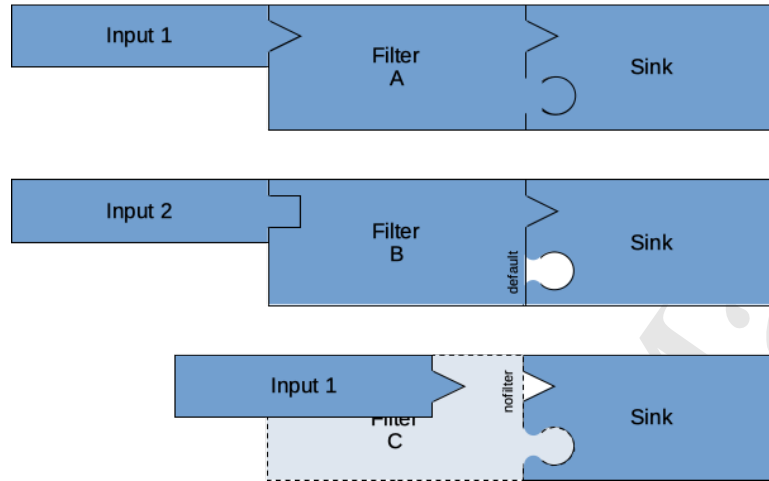 Input 1
Filter
A
Sink
Input 2
Filter
B
default
Sink
Input 1
nofilter
Filter
C
Sink